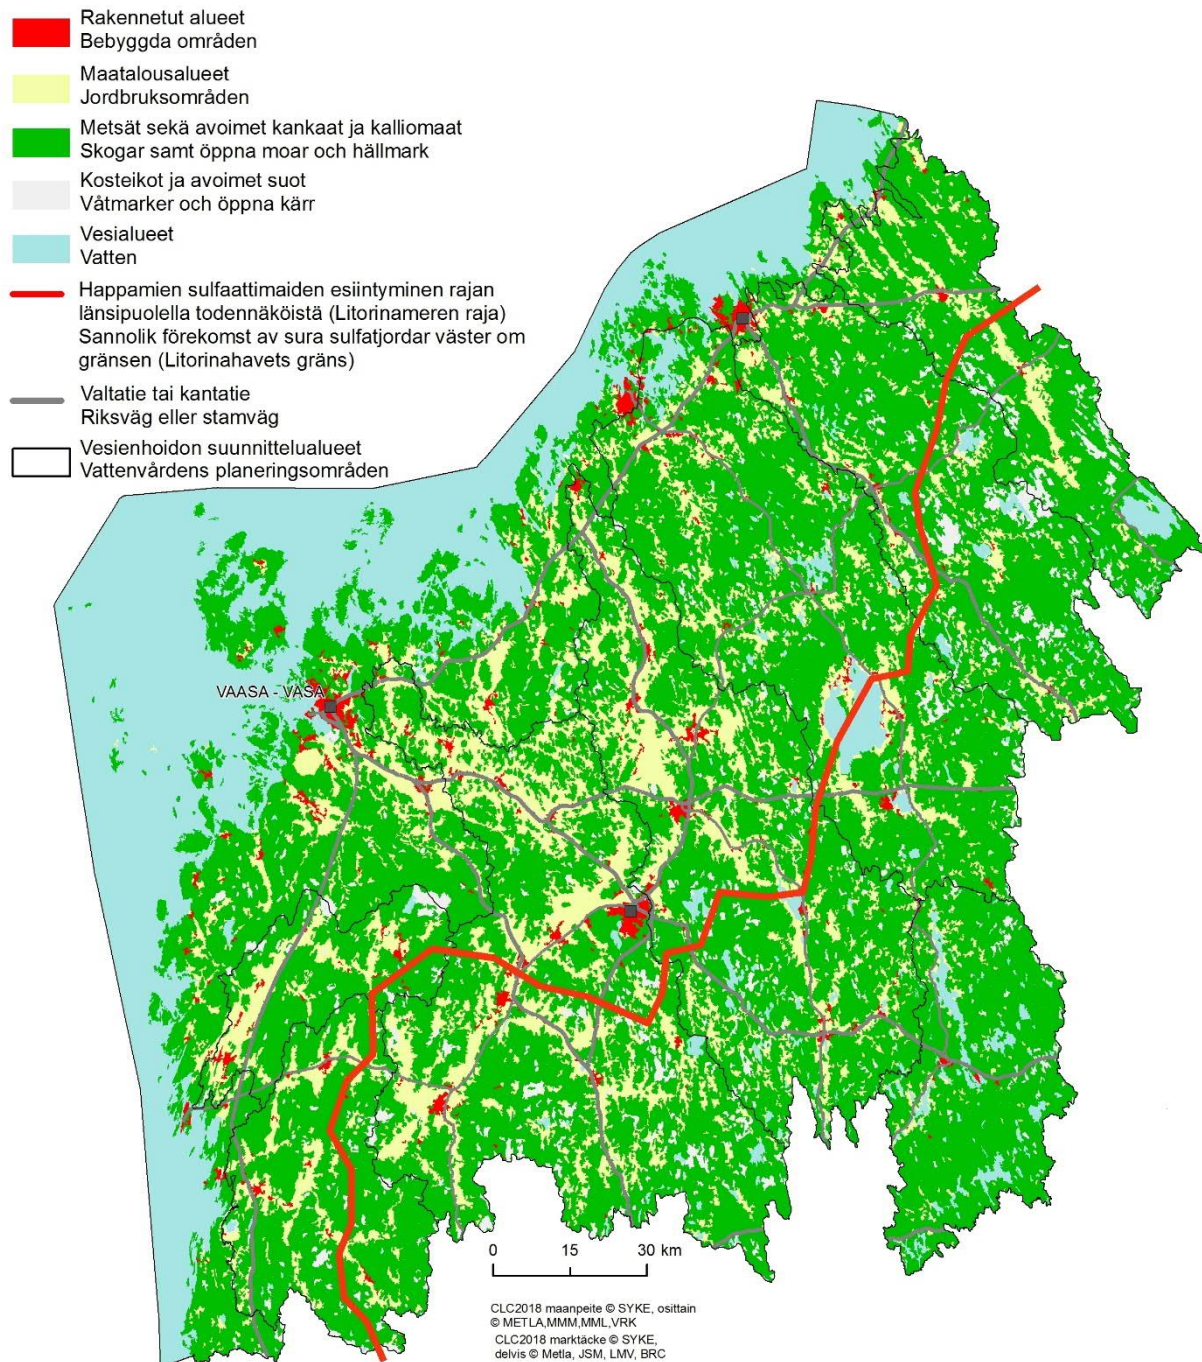 Rakennetut alueet
Bebyggda områden
Maatalousalueet
Jordbruksområden
Metsät sekä avoimet kankaat ja kalliomaat
Skogar samt öppna moar och hällmark
Kosteikot ja avoimet suot
Våtmarker och öppna kärr
Vesialueet
Vatten
Happamien sulfaattimaiden esiintyminen rajan
länsipuolella todennäköistä (Litorinameren raja)
Sannolik förekomst av sura sulfatjordar väster om
gränsen (Litorinahavets gräns)
Valtatie tai kantatie
Riksväg eller stamväg
Vesienhoidon suunnittelualueet
Vattenvårdens planeringsområden
VAASA - VASA
0 15 30 km
CLC2018 maanpeite © SYKE, osittain
© METLA,MMM,MML,VRK
CLC2018 marktäcke © SYKE,
delvis © Metla, JSM, LMV, BRC